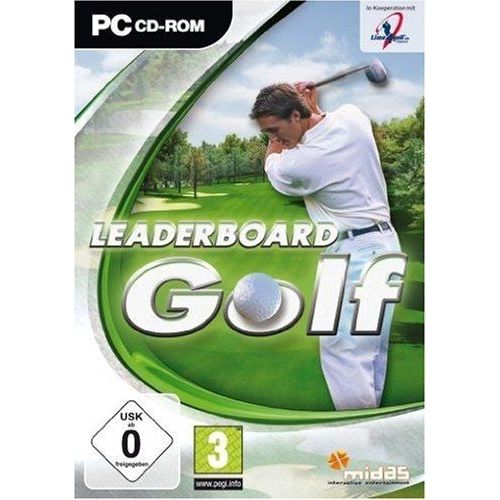 PC CD-ROM
In Kooperation mit
LEADERBOARD
Golf
USK
ab
0
freigegeben
3
www.pegi.info
midas
interactive entertainment